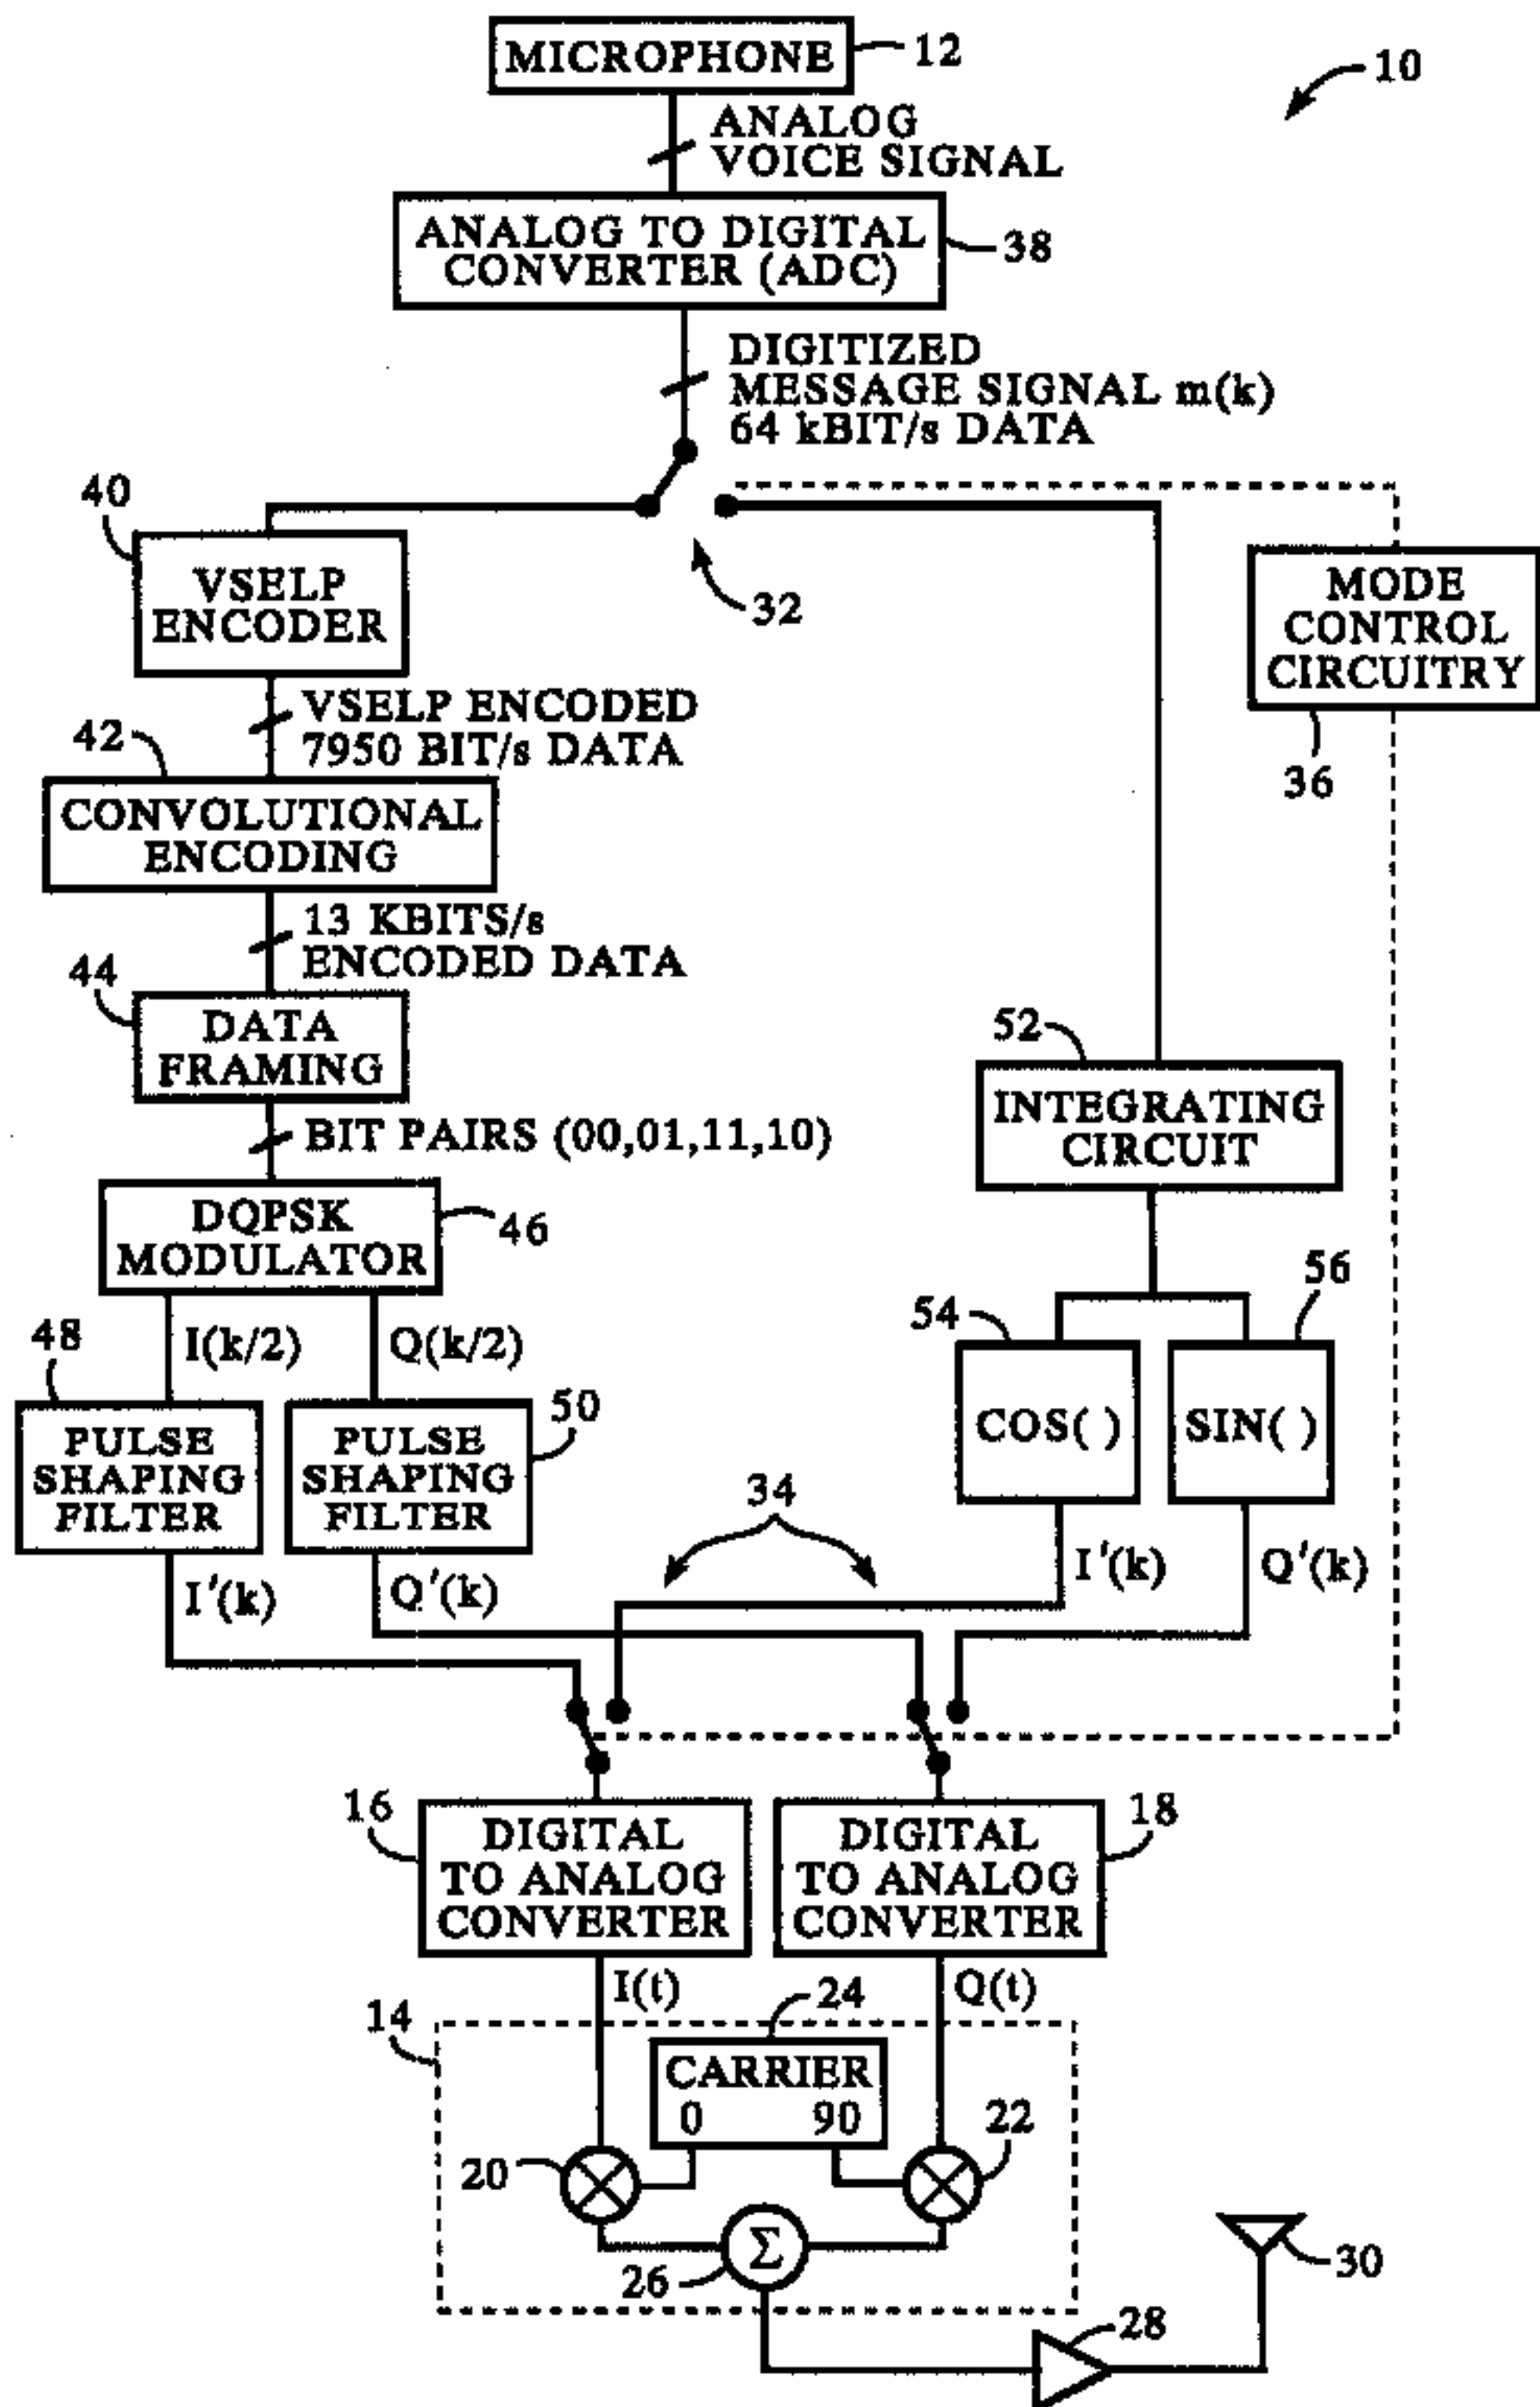 MICROPHONE
12
10
ANALOG
VOICE SIGNAL
ANALOG TO DIGITAL
CONVERTER (ADC)
38
DIGITIZED
MESSAGE SIGNAL m(k)
64 kBIT/s DATA
40
VSELP
ENCODER
32
MODE
CONTROL
CIRCUITRY
36
VSELP ENCODED
7950 BIT/s DATA
42
CONVOLUTIONAL
ENCODING
13 KBITS/s
ENCODED DATA
44
DATA
FRAMING
52
INTEGRATING
CIRCUIT
BIT PAIRS (00,01,11,10)
DQPSK
MODULATOR
46
54
56
48
I(k/2)
Q(k/2)
50
COS( )
SIN( )
PULSE
SHAPING
FILTER
PULSE
SHAPING
FILTER
34
I'(k)
Q'(k)
I'(k)
Q'(k)
16
DIGITAL
TO ANALOG
CONVERTER
DIGITAL
TO ANALOG
CONVERTER
18
I(t)
24
Q(t)
14
CARRIER
0 90
20
22
Σ
26
30
28